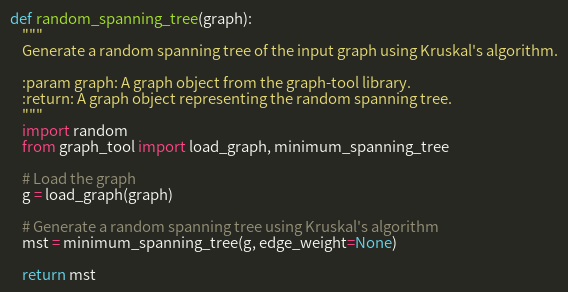 def random_spanning_tree(graph):
"""
Generate a random spanning tree of the input graph using Kruskal's algorithm.
:param graph: A graph object from the graph-tool library.
:return: A graph object representing the random spanning tree.
"""
import random
from graph_tool import load_graph, minimum_spanning_tree
# Load the graph
g = load_graph(graph)
# Generate a random spanning tree using Kruskal's algorithm
mst = minimum_spanning_tree(g, edge_weight=None)
return mst